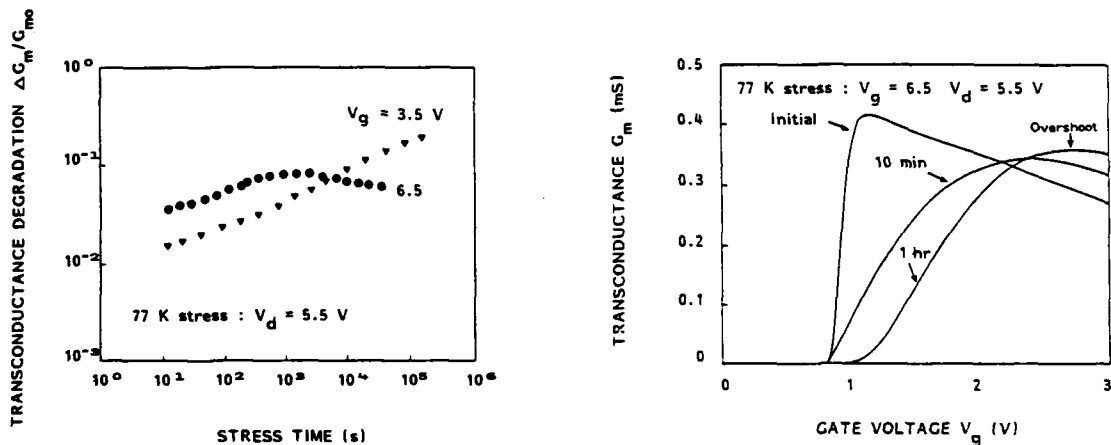 TRANSCONDUCTANCE DEGRADATION ΔG_m/G_mo
10⁰
10⁻¹
10⁻²
10⁻³
V_g = 3.5 V
6.5
77 K stress : V_d = 5.5 V
10⁰ 10¹ 10² 10³ 10⁴ 10⁵ 10⁶
STRESS TIME (s)
TRANSCONDUCTANCE G_m (mS)
0.5
0.4
0.3
0.2
0.1
0
77 K stress : V_g = 6.5 V_d = 5.5 V
Initial
Overshoot
10 min
1 hr
0 1 2 3
GATE VOLTAGE V_g (V)